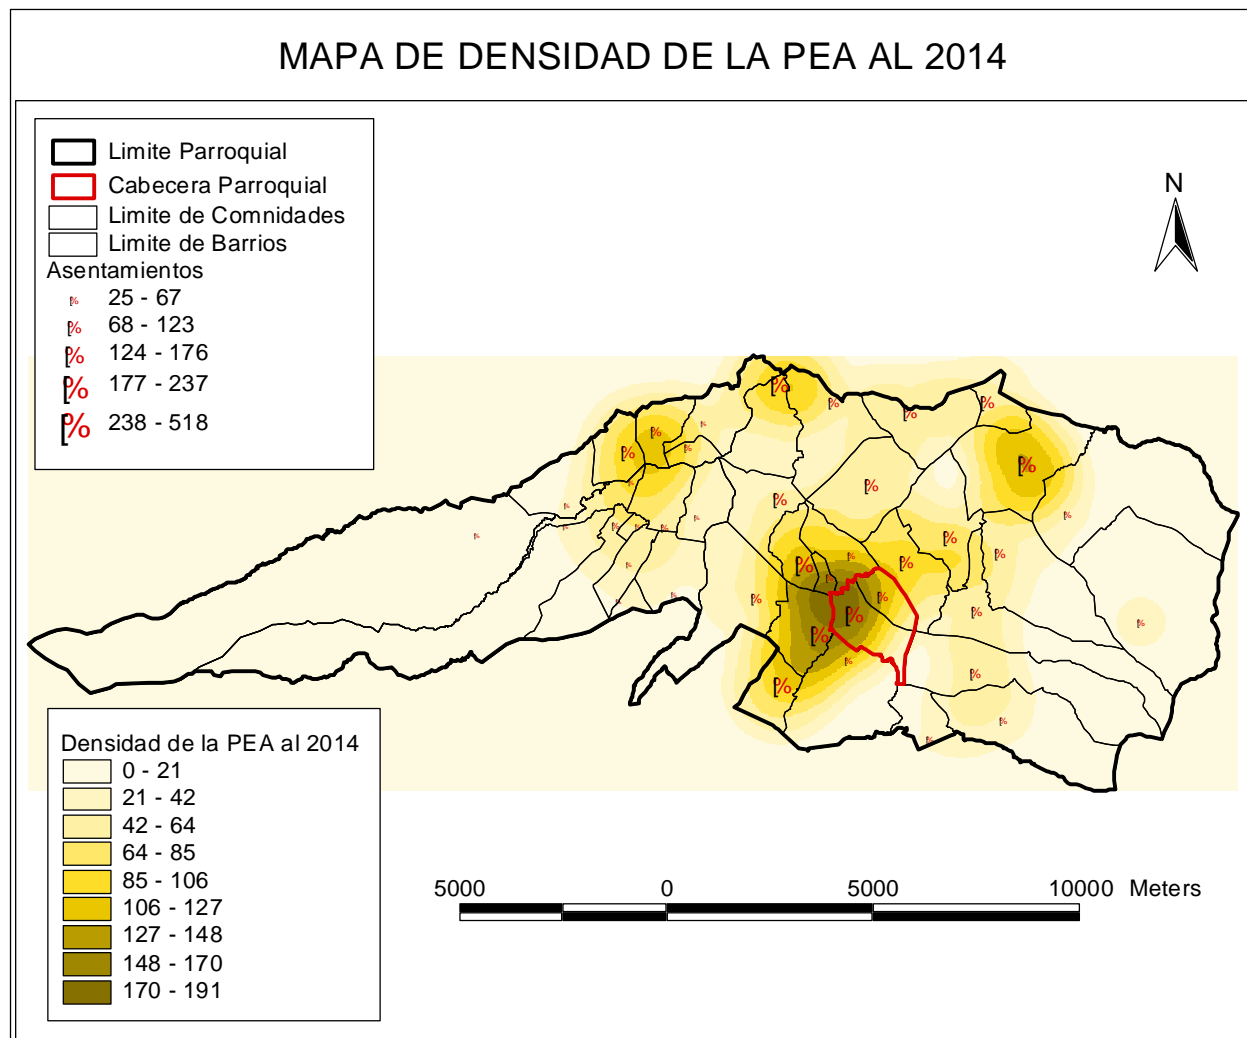 MAPA DE DENSIDAD DE LA PEA AL 2014
Limite Parroquial
Cabecera Parroquial
Limite de Comnidades
Limite de Barrios
Asentamientos
[% 25 - 67
[% 68 - 123
[% 124 - 176
[% 177 - 237
[% 238 - 518
N
Densidad de la PEA al 2014
0 - 21
21 - 42
42 - 64
64 - 85
85 - 106
106 - 127
127 - 148
148 - 170
170 - 191
5000 0 5000 10000 Meters